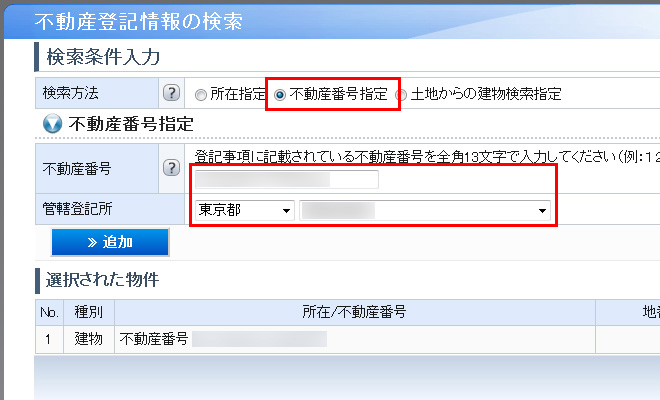 不動産登記情報の検索
検索条件入力
検索方法 ? 所在指定 不動産番号指定 土地からの建物検索指定
不動産番号指定
登記事項に記載されている不動産番号を全角13文字で入力してください(例:12
不動産番号 ?
管轄登記所 東京都
» 追加
選択された物件
No. 種別 所在/不動産番号 地番
1 建物 不動産番号